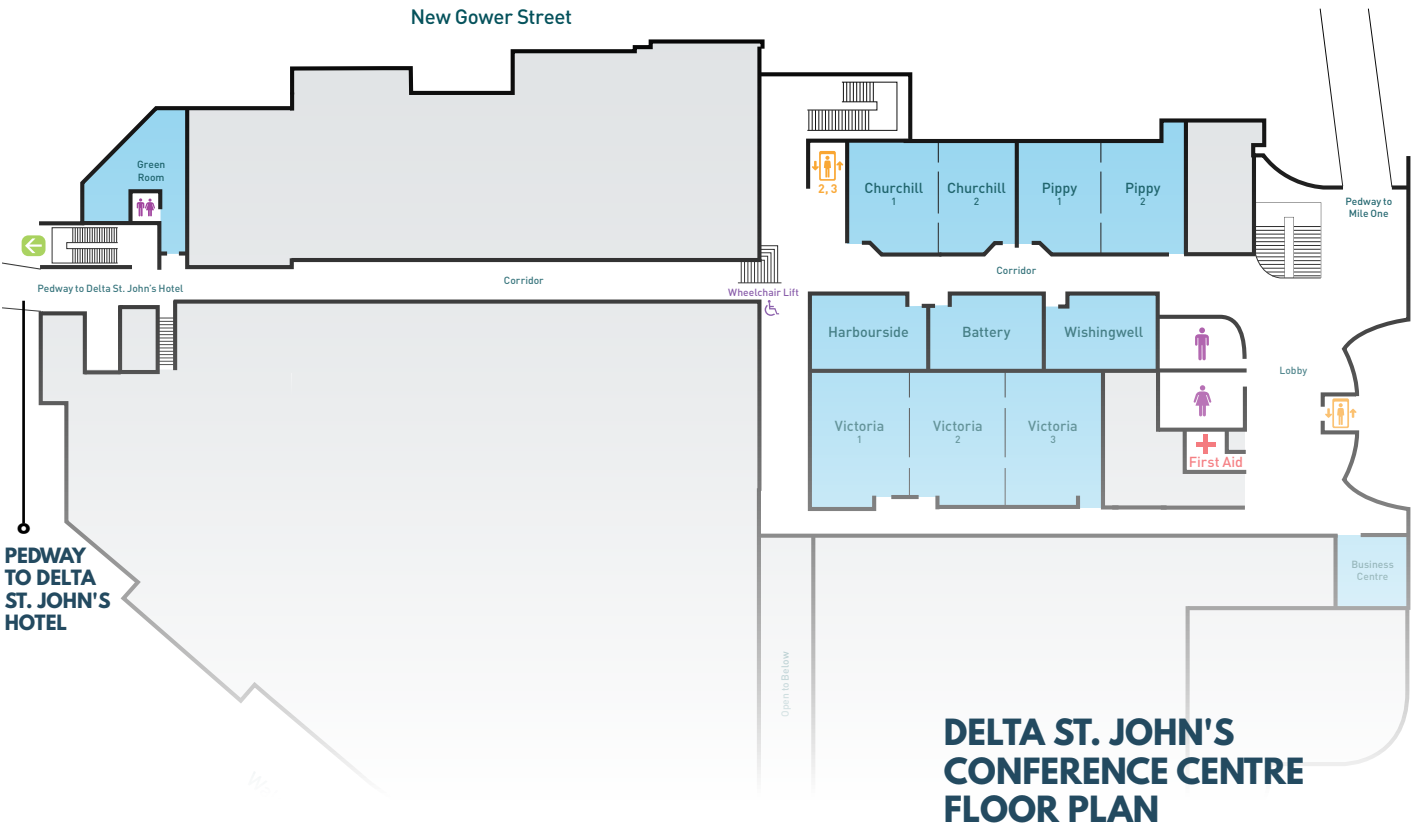 New Gower Street
Green
Room
2, 3
Churchill
1
Churchill
2
Pippy
1
Pippy
2
Pedway to
Mile One
Corridor
Corridor
Pedway to Delta St. John's Hotel
Wheelchair Lift
Harbourside
Battery
Wishingwell
Lobby
Victoria
1
Victoria
2
Victoria
3
First Aid
PEDWAY
TO DELTA
ST. JOHN'S
HOTEL
Business
Centre
Open to Below
DELTA ST. JOHN'S
CONFERENCE CENTRE
FLOOR PLAN